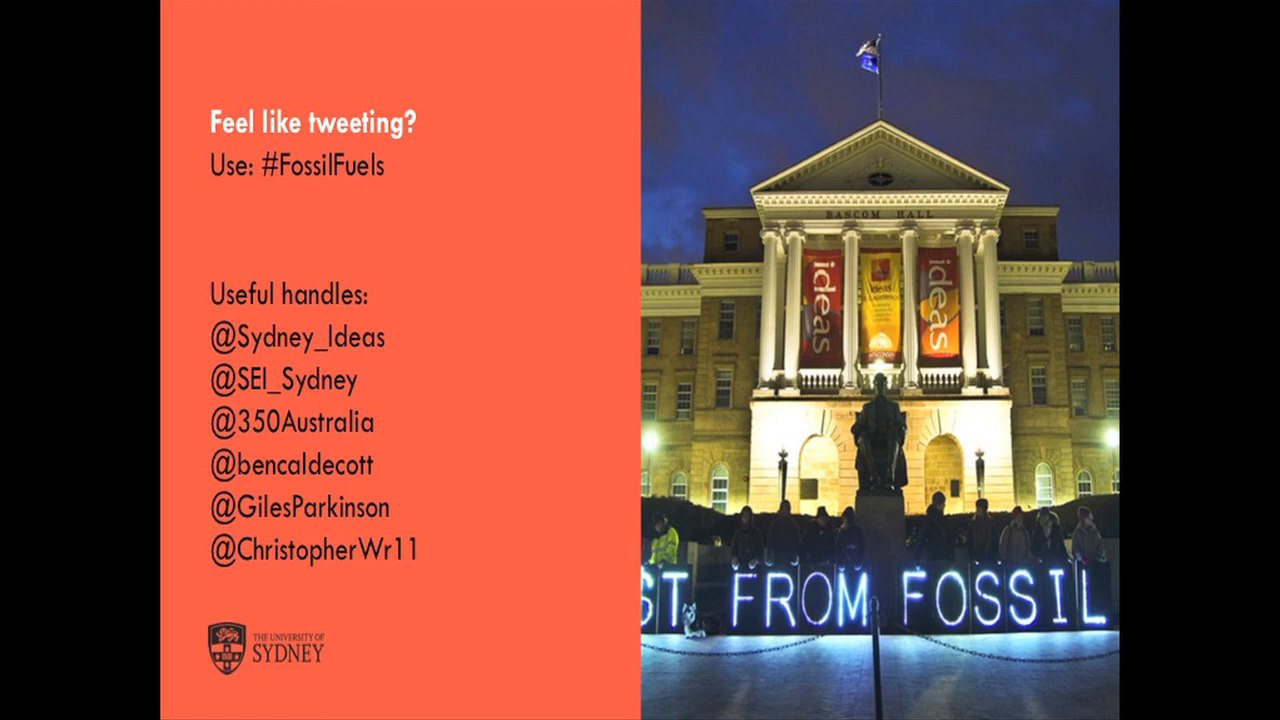 Feel like tweeting?
Use: #FossilFuels
Useful handles:
@Sydney_Ideas
@SEI_Sydney
@350Australia
@bencaldecott
@GilesParkinson
@ChristopherWr11
THE UNIVERSITY OF
SYDNEY
BASCOM HALL
ideas
ideas
ST FROM FOSSIL